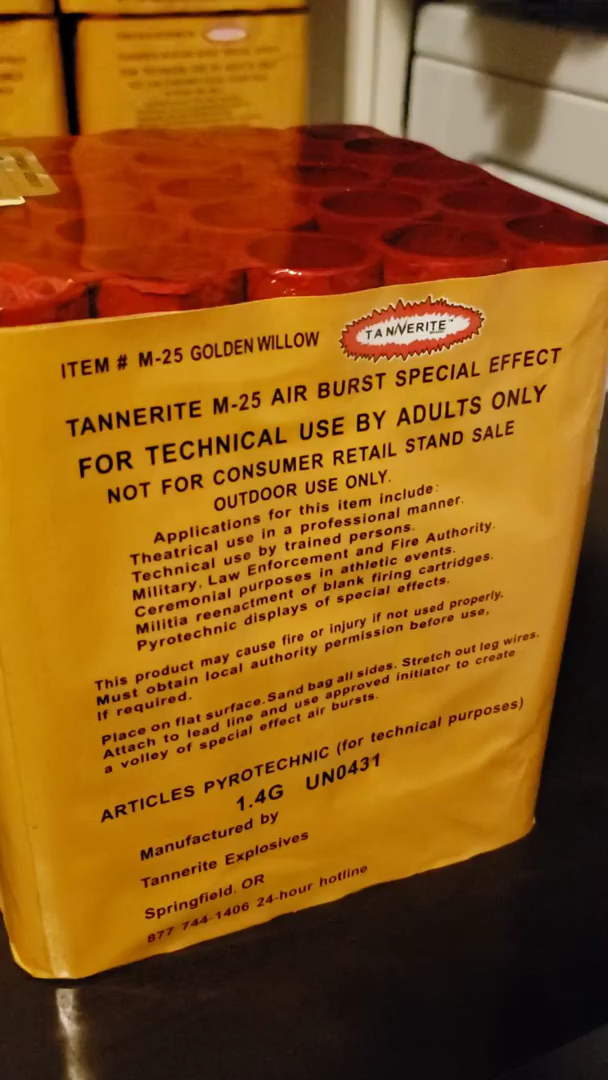 ITEM # M-25 GOLDEN WILLOW
TANNERITE™
TANNERITE M-25 AIR BURST SPECIAL EFFECT
FOR TECHNICAL USE BY ADULTS ONLY
NOT FOR CONSUMER RETAIL STAND SALE
OUTDOOR USE ONLY.
Applications for this item include:
Theatrical use in a professional manner.
Technical use by trained persons.
Military, Law Enforcement and Fire Authority.
Ceremonial purposes in athletic events.
Militia reenactment of blank firing cartridges.
Pyrotechnic displays of special effects.
This product may cause fire or injury if not used properly.
Must obtain local authority permission before use,
If required.
Place on flat surface. Sand bag all sides. Stretch out leg wires.
Attach to lead line and use approved initiator to create
a volley of special effect air bursts.
ARTICLES PYROTECHNIC (for technical purposes)
1.4G UN0431
Manufactured by
Tannerite Explosives
Springfield, OR
877 744-1406 24-hour hotline